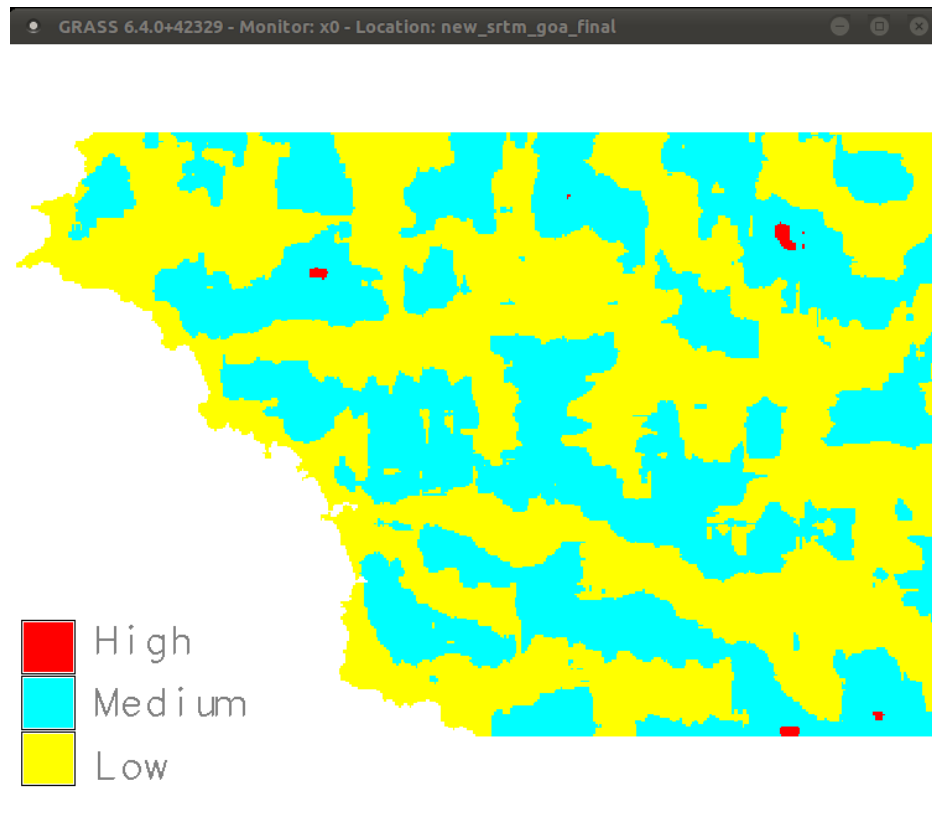 GRASS 6.4.0+42329 - Monitor: x0 - Location: new_srtm_goa_final
High
Medium
Low